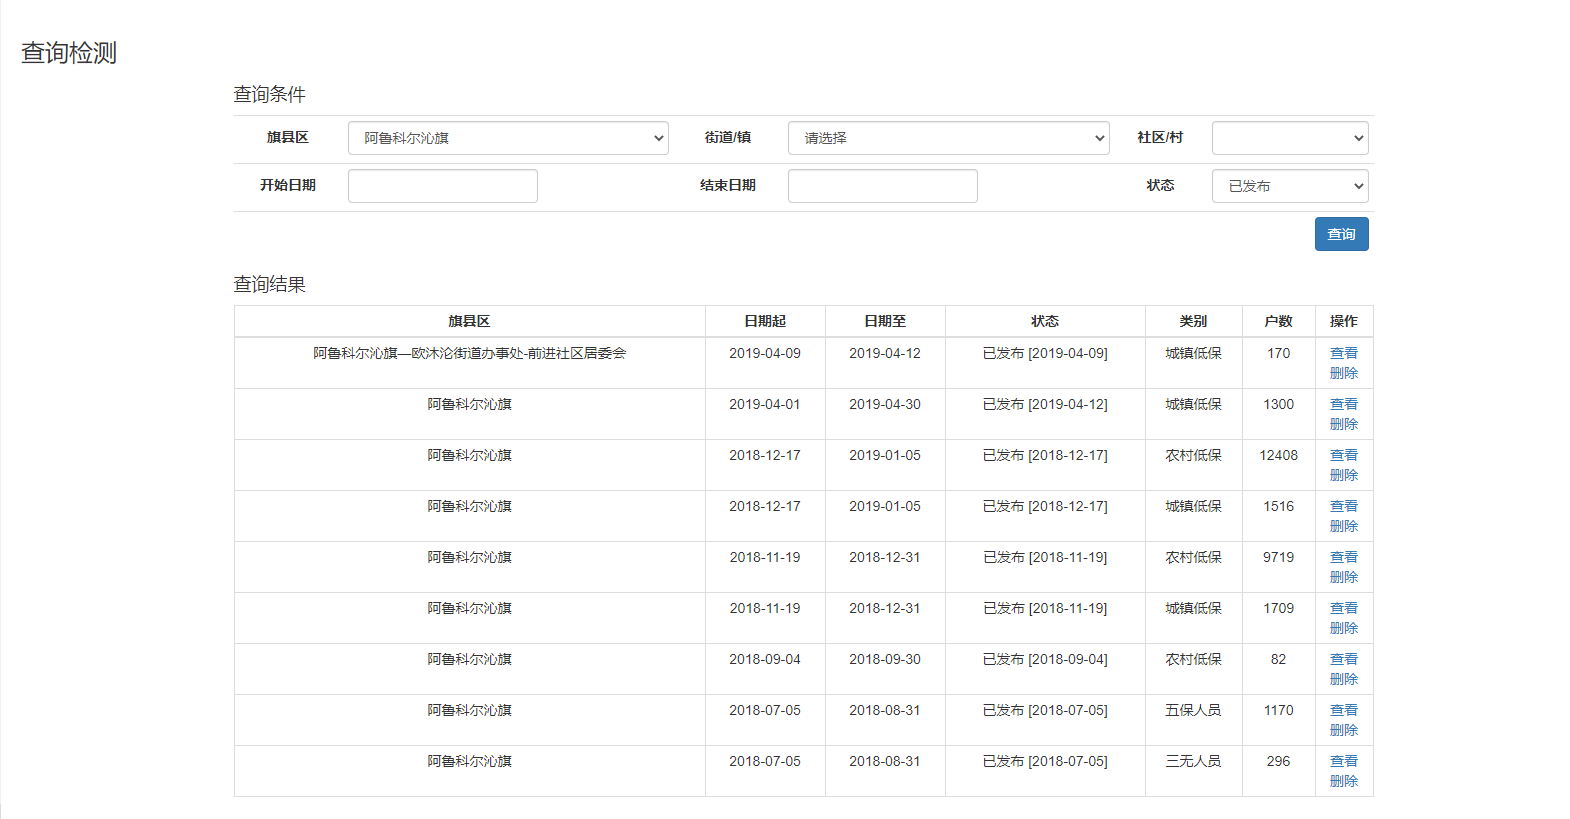 查询检测
查询条件
旗县区 阿鲁科尔沁旗 街道/镇 请选择 社区/村
开始日期 结束日期 状态 已发布
查询
查询结果
旗县区 日期起 日期至 状态 类别 户数 操作
阿鲁科尔沁旗—欧沐沦街道办事处-前进社区居委会 2019-04-09 2019-04-12 已发布 [2019-04-09] 城镇低保 170 查看
删除
阿鲁科尔沁旗 2019-04-01 2019-04-30 已发布 [2019-04-12] 城镇低保 1300 查看
删除
阿鲁科尔沁旗 2018-12-17 2019-01-05 已发布 [2018-12-17] 农村低保 12408 查看
删除
阿鲁科尔沁旗 2018-12-17 2019-01-05 已发布 [2018-12-17] 城镇低保 1516 查看
删除
阿鲁科尔沁旗 2018-11-19 2018-12-31 已发布 [2018-11-19] 农村低保 9719 查看
删除
阿鲁科尔沁旗 2018-11-19 2018-12-31 已发布 [2018-11-19] 城镇低保 1709 查看
删除
阿鲁科尔沁旗 2018-09-04 2018-09-30 已发布 [2018-09-04] 农村低保 82 查看
删除
阿鲁科尔沁旗 2018-07-05 2018-08-31 已发布 [2018-07-05] 五保人员 1170 查看
删除
阿鲁科尔沁旗 2018-07-05 2018-08-31 已发布 [2018-07-05] 三无人员 296 查看
删除